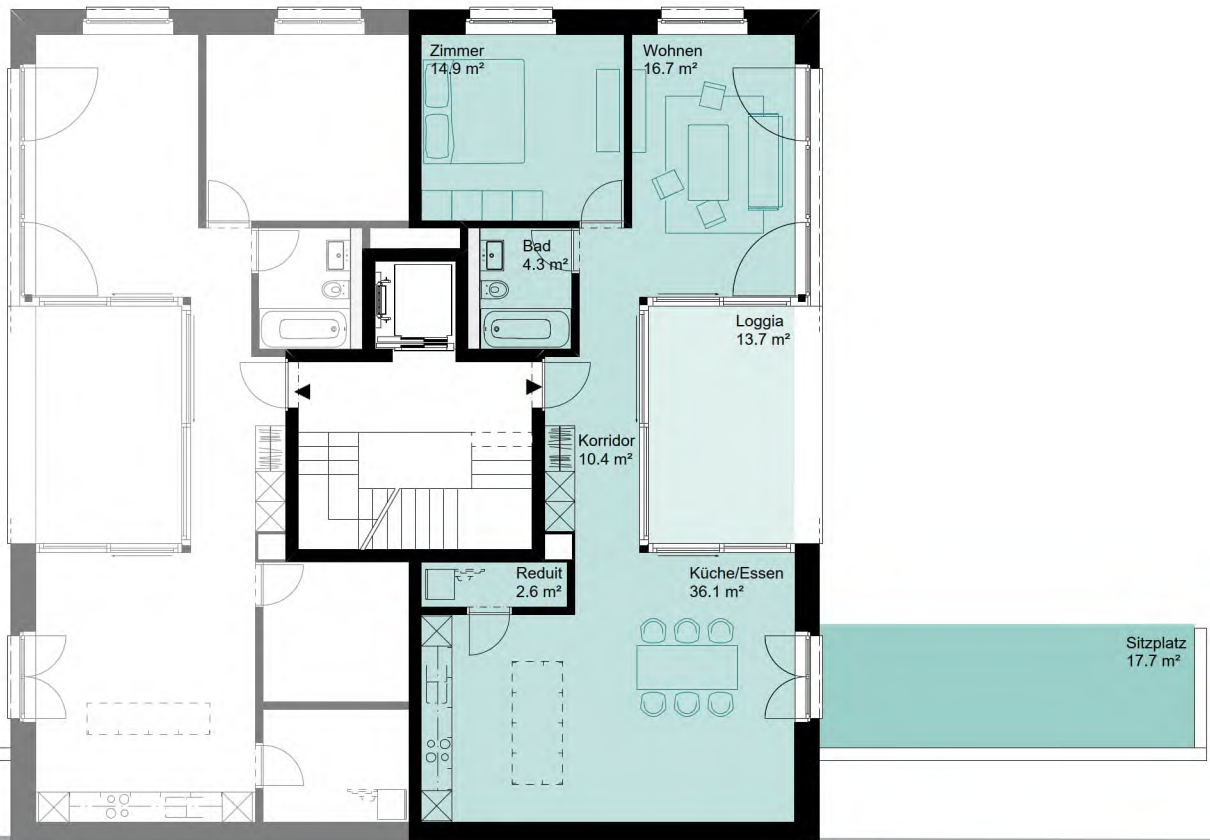 Zimmer
14.9 m²
Wohnen
16.7 m²
Bad
4.3 m²
Loggia
13.7 m²
Korridor
10.4 m²
Reduit
2.6 m²
Küche/Essen
36.1 m²
Sitzplatz
17.7 m²